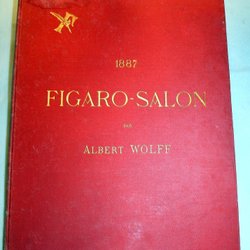 1887
FIGARO-SALON
PAR
ALBERT WOLFF